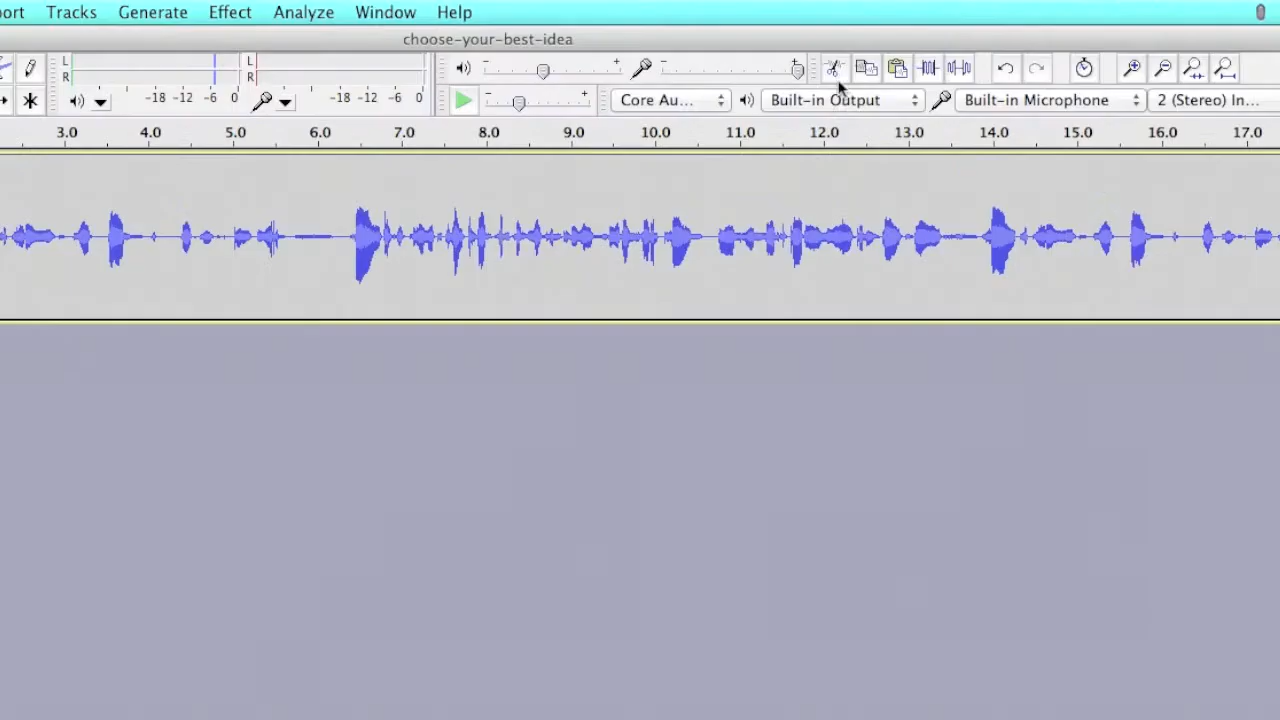 ort Tracks Generate Effect Analyze Window Help
choose-your-best-idea
L L
R R
-18 -12 -6 0 -18 -12 -6 0
Core Au... Built-in Output Built-in Microphone 2 (Stereo) In...
3.0 4.0 5.0 6.0 7.0 8.0 9.0 10.0 11.0 12.0 13.0 14.0 15.0 16.0 17.0